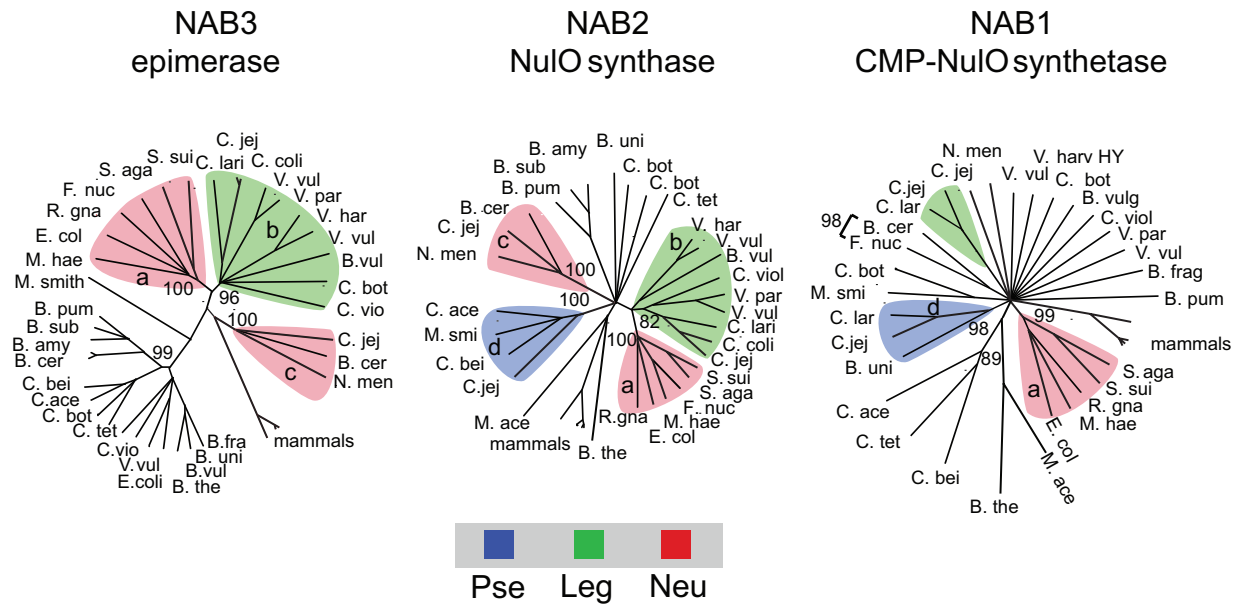 NAB3
epimerase
C. jej
C. lari
C. coli
S. sui
S. aga
V. vul
F. nuc
V. par
R. gna
V. har
E. col
b
V. vul
M. hae
B.vul
a
100
96
M. smith
C. bot
C. vio
100
B. pum
B. sub
C. jej
B. amy
99
B. cer
B. cer
c
N. men
C. bei
C.ace
C. bot
C. tet
mammals
C.vio
B.fra
V.vul
B. uni
E.coli
B.vul
B. the
NAB2
NulO synthase
B. uni
B. amy
B. sub
C. bot
B. pum
C. bot
C. tet
B. cer
V. har
C. jej
c
b
V. vul
N. men
B. vul
100
C. viol
100
V. par
C. ace
V. vul
82
M. smi
C. lari
100
d
C. coli
C. bei
C. jej
C.jej
S. sui
a
S. aga
F. nuc
M. ace
R.gna
M. hae
mammals
E. col
B. the
NAB1
CMP-NulO synthetase
N. men
C. jej
V. harv HY
V. vul
C. bot
C.jej
B. vulg
C. lar
C. viol
98
B. cer
V. par
F. nuc
V. vul
C. bot
B. frag
M. smi
B. pum
d
C. lar
98
99
C.jej
mammals
89
B. uni
S. aga
a
S. sui
R. gna
C. ace
M. hae
E. col
C. tet
M. ace
C. bei
B. the
Pse
Leg
Neu